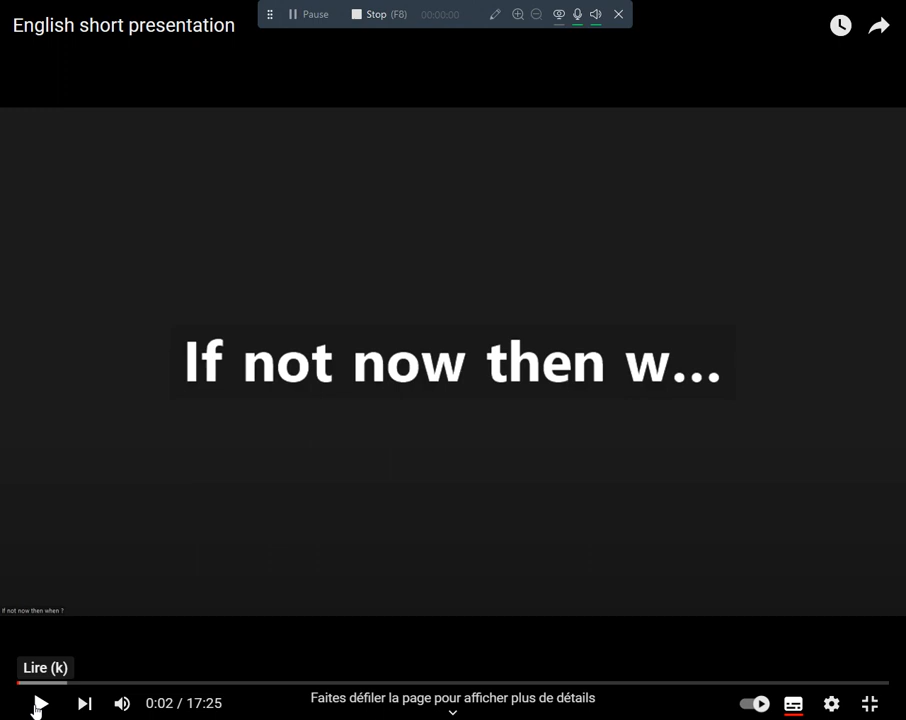 English short presentation
Pause
Stop (F8)
00:00:00
If not now then w...
If not now then when ?
Lire (k)
0:02 / 17:25
Faites défiler la page pour afficher plus de détails